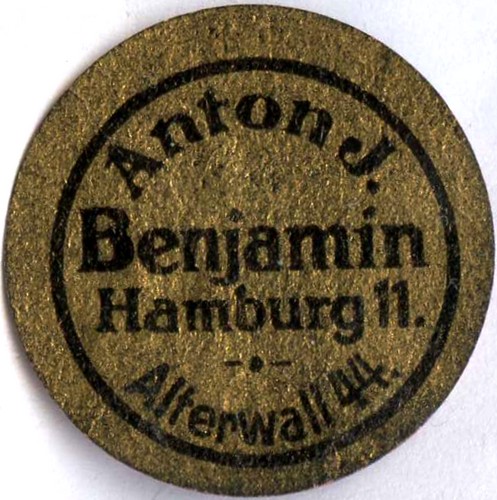 Anton J.
Benjamin
Hamburg 11.
Alterwall 44.